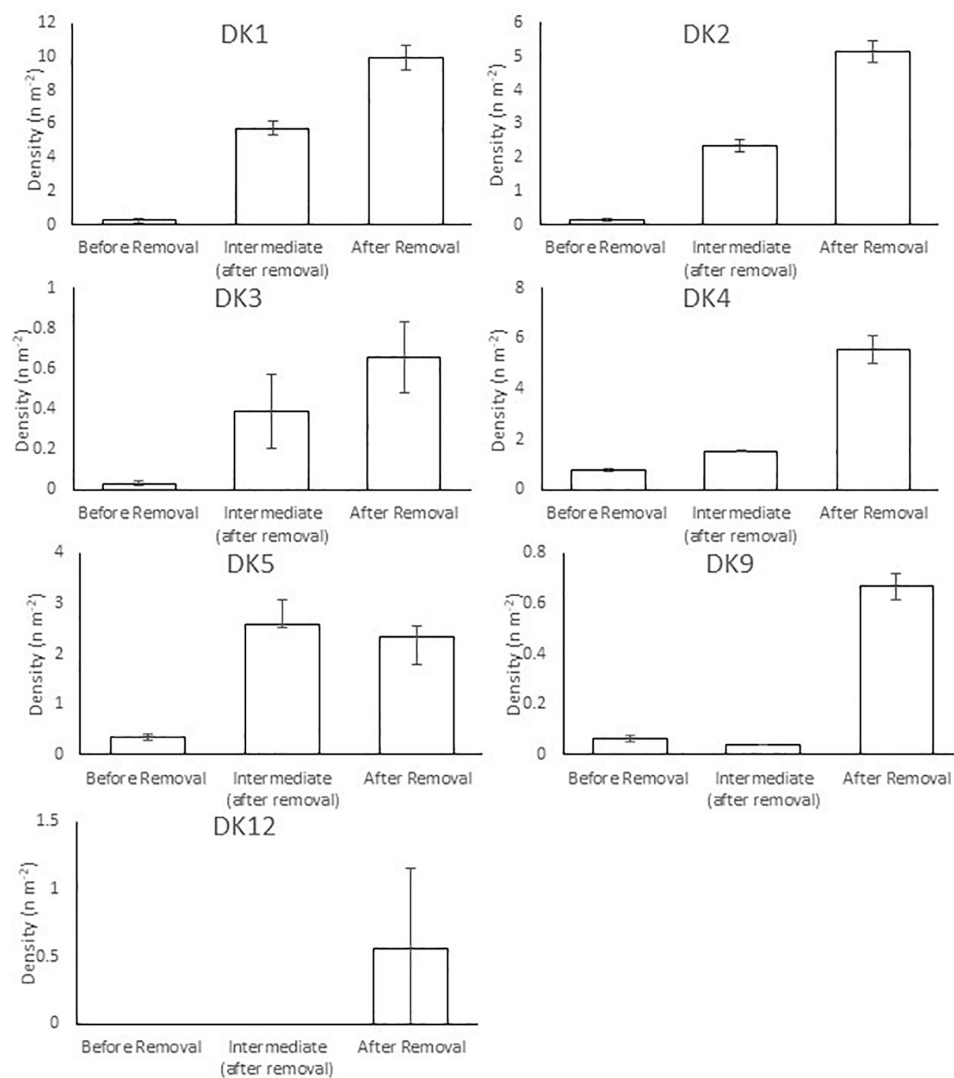 DK1
Density (n m⁻²)
12
10
8
6
4
2
0
Before Removal
Intermediate
(after removal)
After Removal
DK2
Density (n m⁻²)
6
5
4
3
2
1
0
Before Removal
Intermediate
(after removal)
After Removal
DK3
Density (n m⁻²)
1
0.8
0.6
0.4
0.2
0
Before Removal
Intermediate
(after removal)
After Removal
DK4
Density (n m⁻²)
8
6
4
2
0
Before Removal
Intermediate
(after removal)
After Removal
DK5
Density (n m⁻²)
4
3
2
1
0
Before Removal
Intermediate
(after removal)
After Removal
DK9
Density (n m⁻²)
0.8
0.6
0.4
0.2
0
Before Removal
Intermediate
(after removal)
After Removal
DK12
Density (n m⁻²)
1.5
1
0.5
0
Before Removal
Intermediate
(after removal)
After Removal